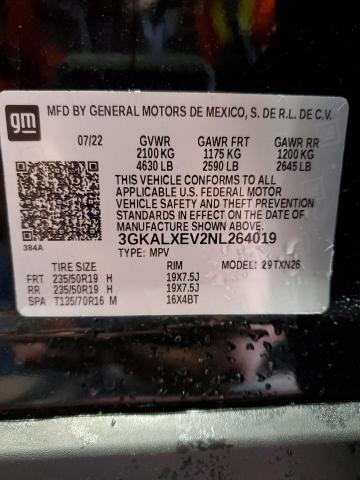 gm
MFD BY GENERAL MOTORS DE MEXICO, S. DE R.L. DE C.V.
07/22 GVWR GAWR FRT GAWR RR
2100 KG 1175 KG 1200 KG
4630 LB 2590 LB 2645 LB
THIS VEHICLE CONFORMS TO ALL
APPLICABLE U.S. FEDERAL MOTOR
VEHICLE SAFETY AND THEFT PREVENTION
STANDARDS IN EFFECT ON THE DATE OF
MANUFACTURE SHOWN ABOVE.
384A 3GKALXEV2NL264019
TYPE: MPV
TIRE SIZE RIM MODEL: 29TXN26
FRT 235/50R19 H 19X7.5J
RR 235/50R19 H 19X7.5J
SPA T135/70R16 M 16X4BT